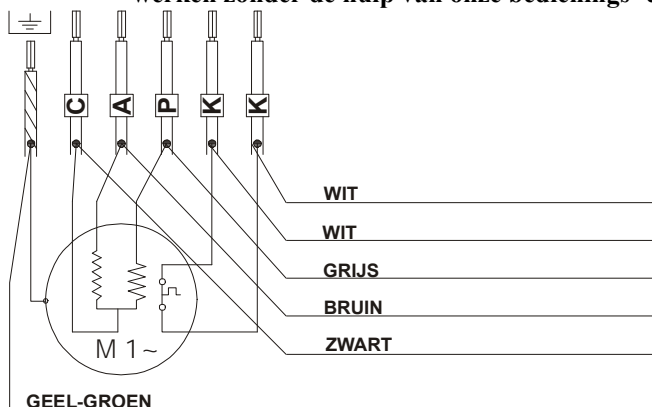 werken zonder de hulp van onze bedienings-
C A P K K
WIT
WIT
GRIJS
BRUIN
ZWART
M 1~
GEEL-GROEN